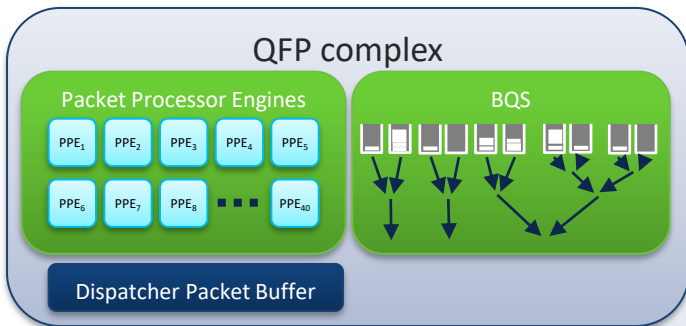 QFP complex
Packet Processor Engines
BQS
PPE₁ PPE₂ PPE₃ PPE₄ PPE₅
PPE₆ PPE₇ PPE₈ ▪▪▪ PPE₄₀
Dispatcher Packet Buffer